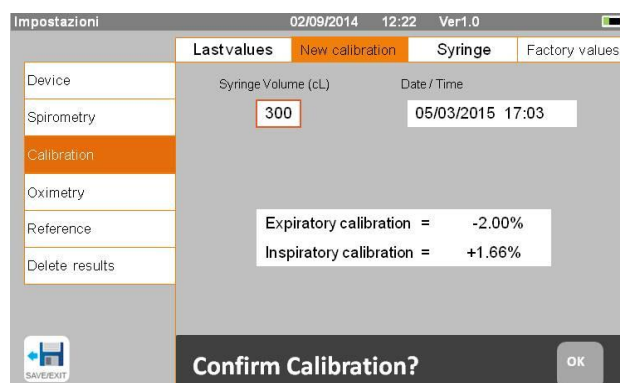 Impostazioni 02/09/2014 12:22 Ver1.0
Lastvalues New calibration Syringe Factory values
Device
Spirometry
Calibration
Oximetry
Reference
Delete results
Syringe Volume (cL) Date / Time
300 05/03/2015 17:03
Expiratory calibration = -2.00%
Inspiratory calibration = +1.66%
SAVE/EXIT
Confirm Calibration? OK